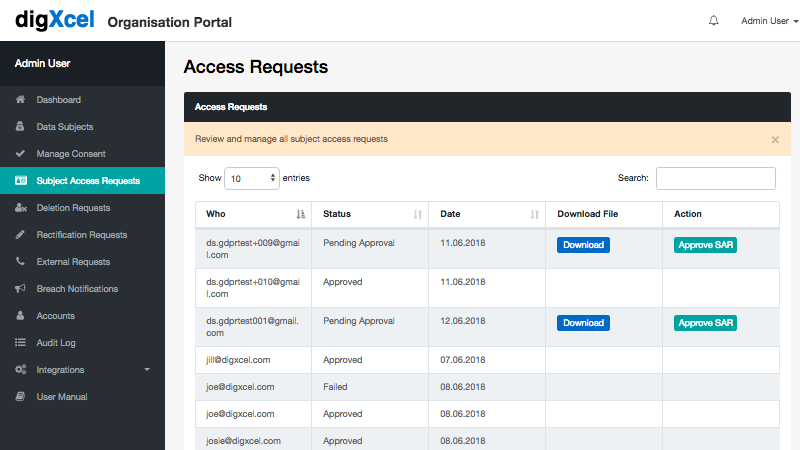 digXcel Organisation Portal
Admin User
Admin User
Dashboard
Data Subjects
Manage Consent
Subject Access Requests
Deletion Requests
Rectification Requests
External Requests
Breach Notifications
Accounts
Audit Log
Integrations
User Manual
Access Requests
Access Requests
Review and manage all subject access requests ×
Show 10 entries Search:
Who Status Date Download File Action
ds.gdprtest+009@gmai Pending Approval 11.06.2018 Download Approve SAR
l.com
ds.gdprtest+010@gmai Approved 11.06.2018
l.com
ds.gdprtest001@gmail. Pending Approval 12.06.2018 Download Approve SAR
com
jill@digxcel.com Approved 07.06.2018
joe@digxcel.com Failed 08.06.2018
joe@digxcel.com Approved 08.06.2018
josie@digxcel.com Approved 08.06.2018